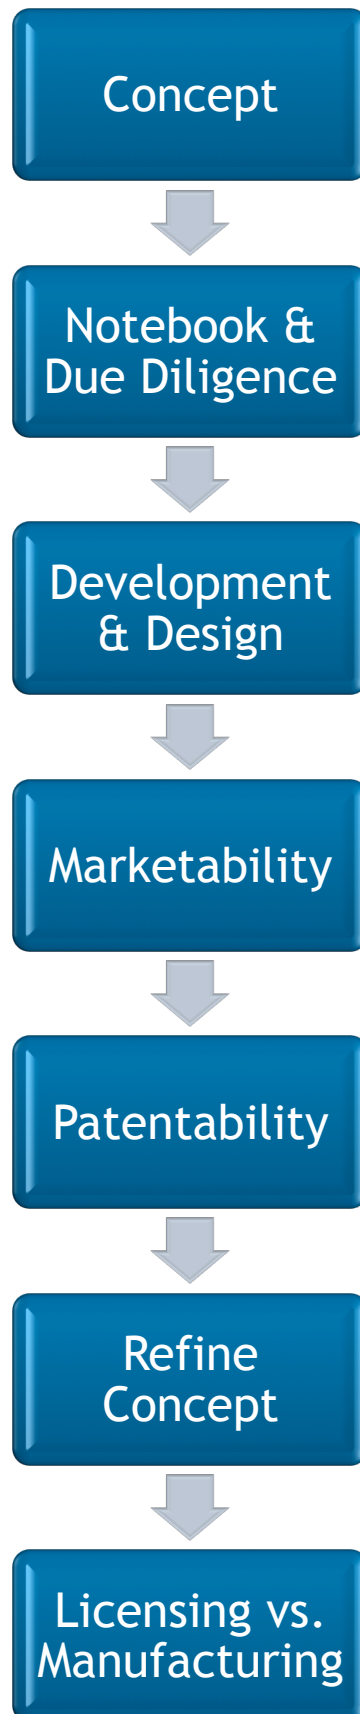 Concept
Notebook &
Due Diligence
Development
& Design
Marketability
Patentability
Refine
Concept
Licensing vs.
Manufacturing